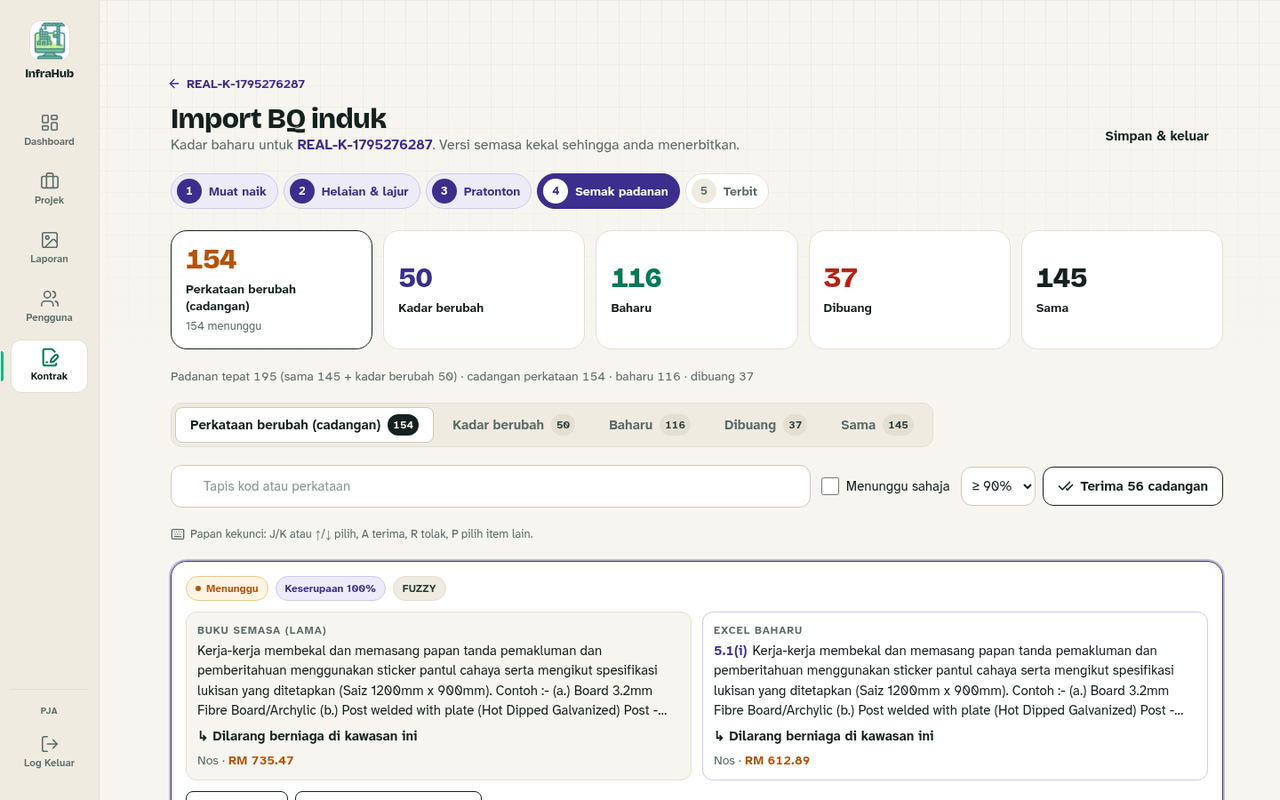 InfraHub
Dashboard
Projek
Laporan
Pengguna
Kontrak
PJA
Log Keluar
← REAL-K-1795276287
Import BQ induk
Kadar baharu untuk REAL-K-1795276287. Versi semasa kekal sehingga anda menerbitkan.
Simpan & keluar
1 Muat naik
2 Helaian & lajur
3 Pratonton
4 Semak padanan
5 Terbit
154
Perkataan berubah
(cadangan)
154 menunggu
50
Kadar berubah
116
Baharu
37
Dibuang
145
Sama
Padanan tepat 195 (sama 145 + kadar berubah 50) · cadangan perkataan 154 · baharu 116 · dibuang 37
Perkataan berubah (cadangan) 154
Kadar berubah 50
Baharu 116
Dibuang 37
Sama 145
Tapis kod atau perkataan
Menunggu sahaja
≥ 90%
Terima 56 cadangan
Papan kekunci: J/K atau ↑/↓ pilih, A terima, R tolak, P pilih item lain.
Menunggu
Keserupaan 100%
FUZZY
BUKU SEMASA (LAMA)
Kerja-kerja membekal dan memasang papan tanda pemakluman dan
pemberitahuan menggunakan sticker pantul cahaya serta mengikut spesifikasi
lukisan yang ditetapkan (Saiz 1200mm x 900mm). Contoh :- (a.) Board 3.2mm
Fibre Board/Archylic (b.) Post welded with plate (Hot Dipped Galvanized) Post -...
↳ Dilarang berniaga di kawasan ini
Nos · RM 735.47
EXCEL BAHARU
5.1(i) Kerja-kerja membekal dan memasang papan tanda pemakluman dan
pemberitahuan menggunakan sticker pantul cahaya serta mengikut spesifikasi
lukisan yang ditetapkan (Saiz 1200mm x 900mm). Contoh :- (a.) Board 3.2mm
Fibre Board/Archylic (b.) Post welded with plate (Hot Dipped Galvanized) Post -...
↳ Dilarang berniaga di kawasan ini
Nos · RM 612.89